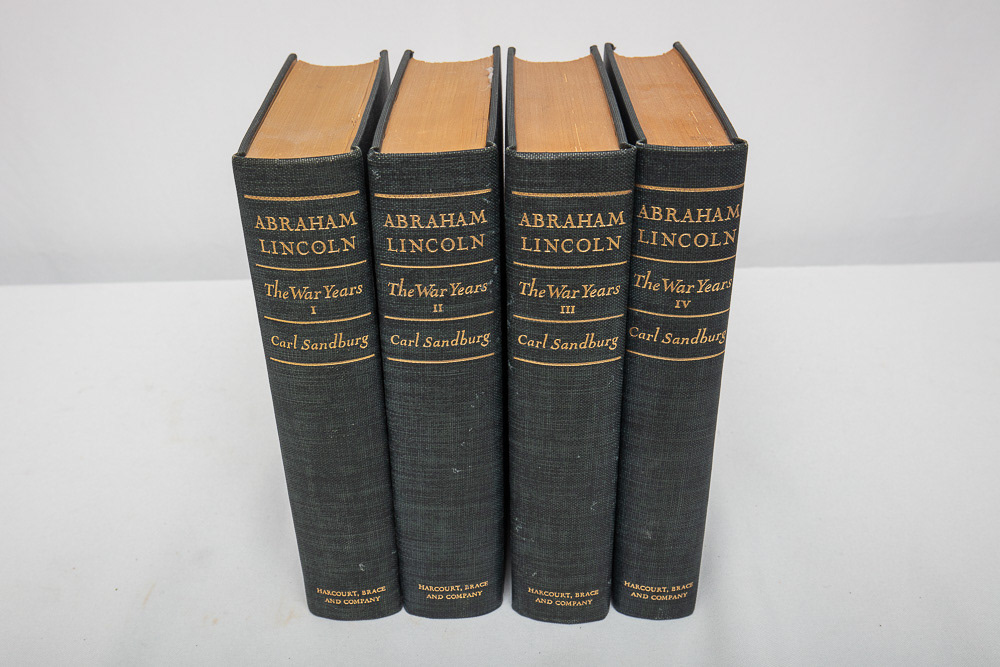 ABRAHAM
LINCOLN
The War Years
I
Carl Sandburg
HARCOURT, BRACE
AND COMPANY
ABRAHAM
LINCOLN
The War Years
II
Carl Sandburg
HARCOURT, BRACE
AND COMPANY
ABRAHAM
LINCOLN
The War Years
III
Carl Sandburg
HARCOURT, BRACE
AND COMPANY
ABRAHAM
LINCOLN
The War Years
IV
Carl Sandburg
HARCOURT, BRACE
AND COMPANY